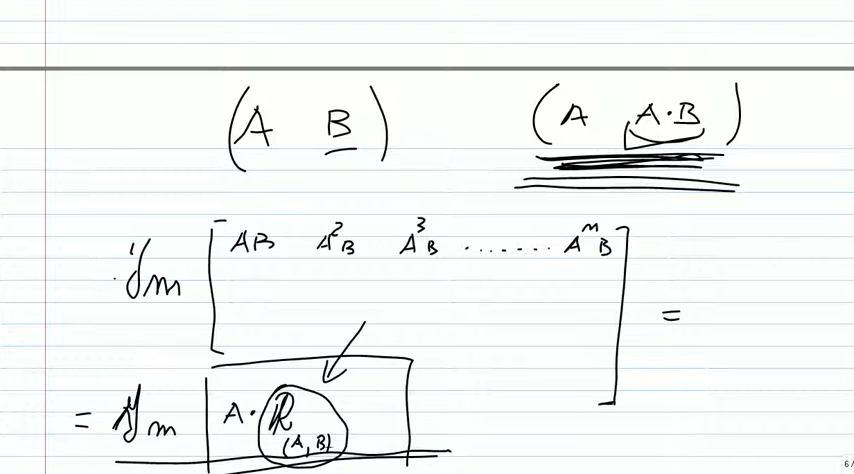 (A B) (A A·B)
Im [AB A²B A³B ........ AⁿB] =
= Im [A·R(A,B)]
6/